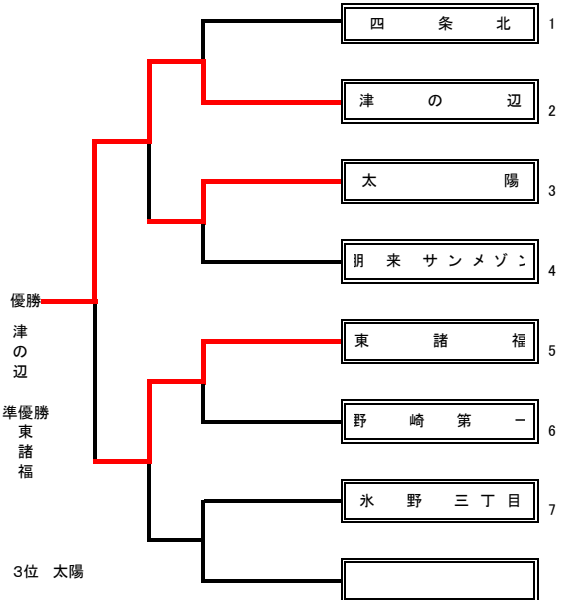 四条北 1
津の辺 2
太陽 3
朋来サンメゾン 4
優勝
津の辺
東諸福 5
準優勝
東諸福
野崎第一 6
氷野三丁目 7
3位 太陽